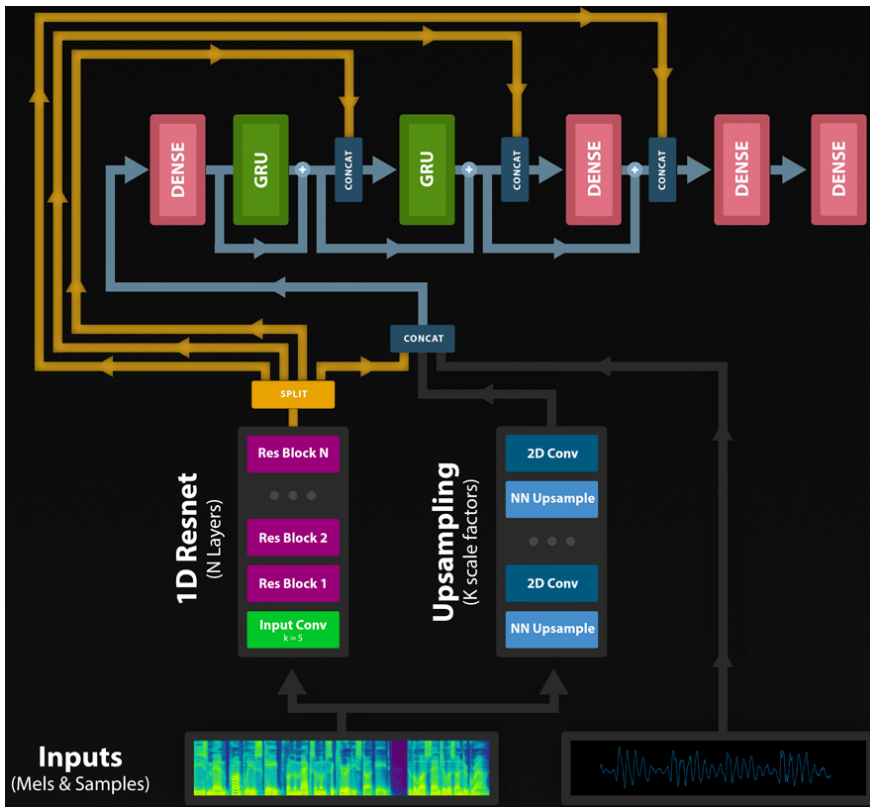 DENSE
GRU
CONCAT
GRU
CONCAT
DENSE
CONCAT
DENSE
DENSE
CONCAT
SPLIT
1D Resnet
(N Layers)
Res Block N
Res Block 2
Res Block 1
Input Conv
k = 5
Upsampling
(K scale factors)
2D Conv
NN Upsample
2D Conv
NN Upsample
Inputs
(Mels & Samples)